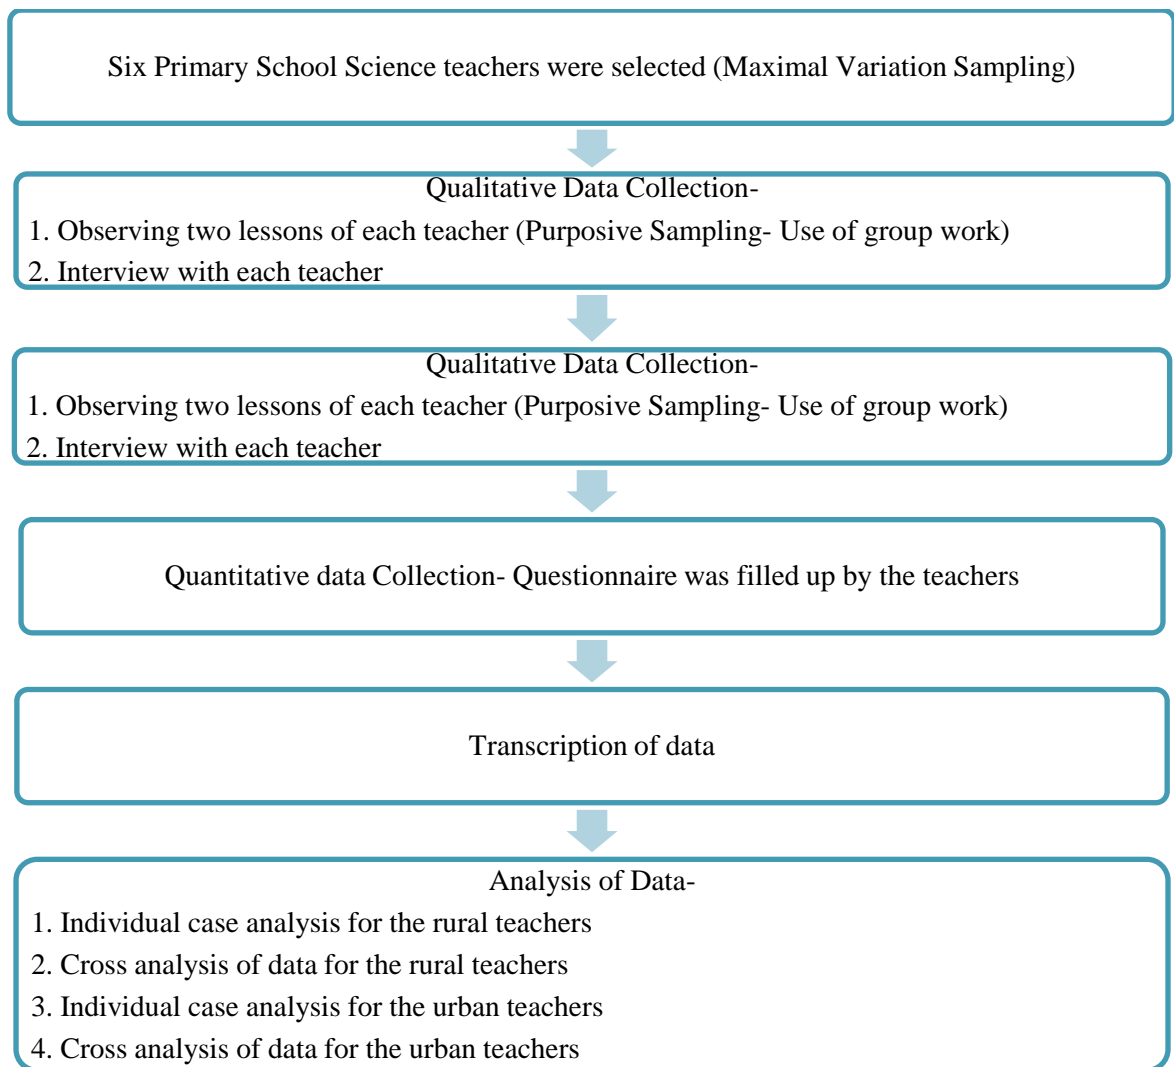 Six Primary School Science teachers were selected (Maximal Variation Sampling)
Qualitative Data Collection-
1. Observing two lessons of each teacher (Purposive Sampling- Use of group work)
2. Interview with each teacher
Qualitative Data Collection-
1. Observing two lessons of each teacher (Purposive Sampling- Use of group work)
2. Interview with each teacher
Quantitative data Collection- Questionnaire was filled up by the teachers
Transcription of data
Analysis of Data-
1. Individual case analysis for the rural teachers
2. Cross analysis of data for the rural teachers
3. Individual case analysis for the urban teachers
4. Cross analysis of data for the urban teachers